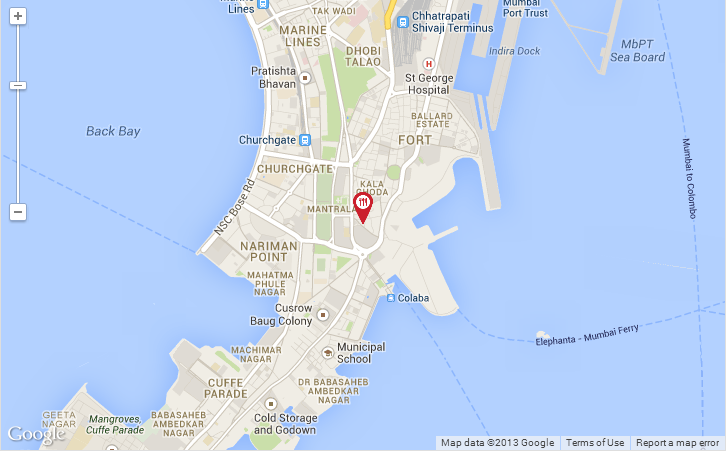 Marine
Lines
TAK WADI
Mumbai
Port Trust
Chhatrapati
Shivaji Terminus
MARINE
LINES
DHOBI
TALAO
Indira Dock
MbPT
Sea Board
Pratishta
Bhavan
H
St George
Hospital
BALLARD
ESTATE
Back Bay
Churchgate
FORT
CHURCHGATE
Mumbai to Colombo
KALA
GHODA
NSC Bose Rd
MANTRALA
NARIMAN
POINT
MAHATMA
PHULE
NAGAR
Colaba
Cusrow
Baug Colony
Elephanta - Mumbai Ferry
MACHIMAR
NAGAR
Municipal
School
CUFFE
PARADE
DR BABASAHEB
AMBEDKAR
NAGAR
GEETA
NAGAR
Mangroves,
Cuffe Parade
BABASAHEB
AMBEDKAR
NAGAR
Cold Storage
and Godown
Google
Map data ©2013 Google
Terms of Use
Report a map error